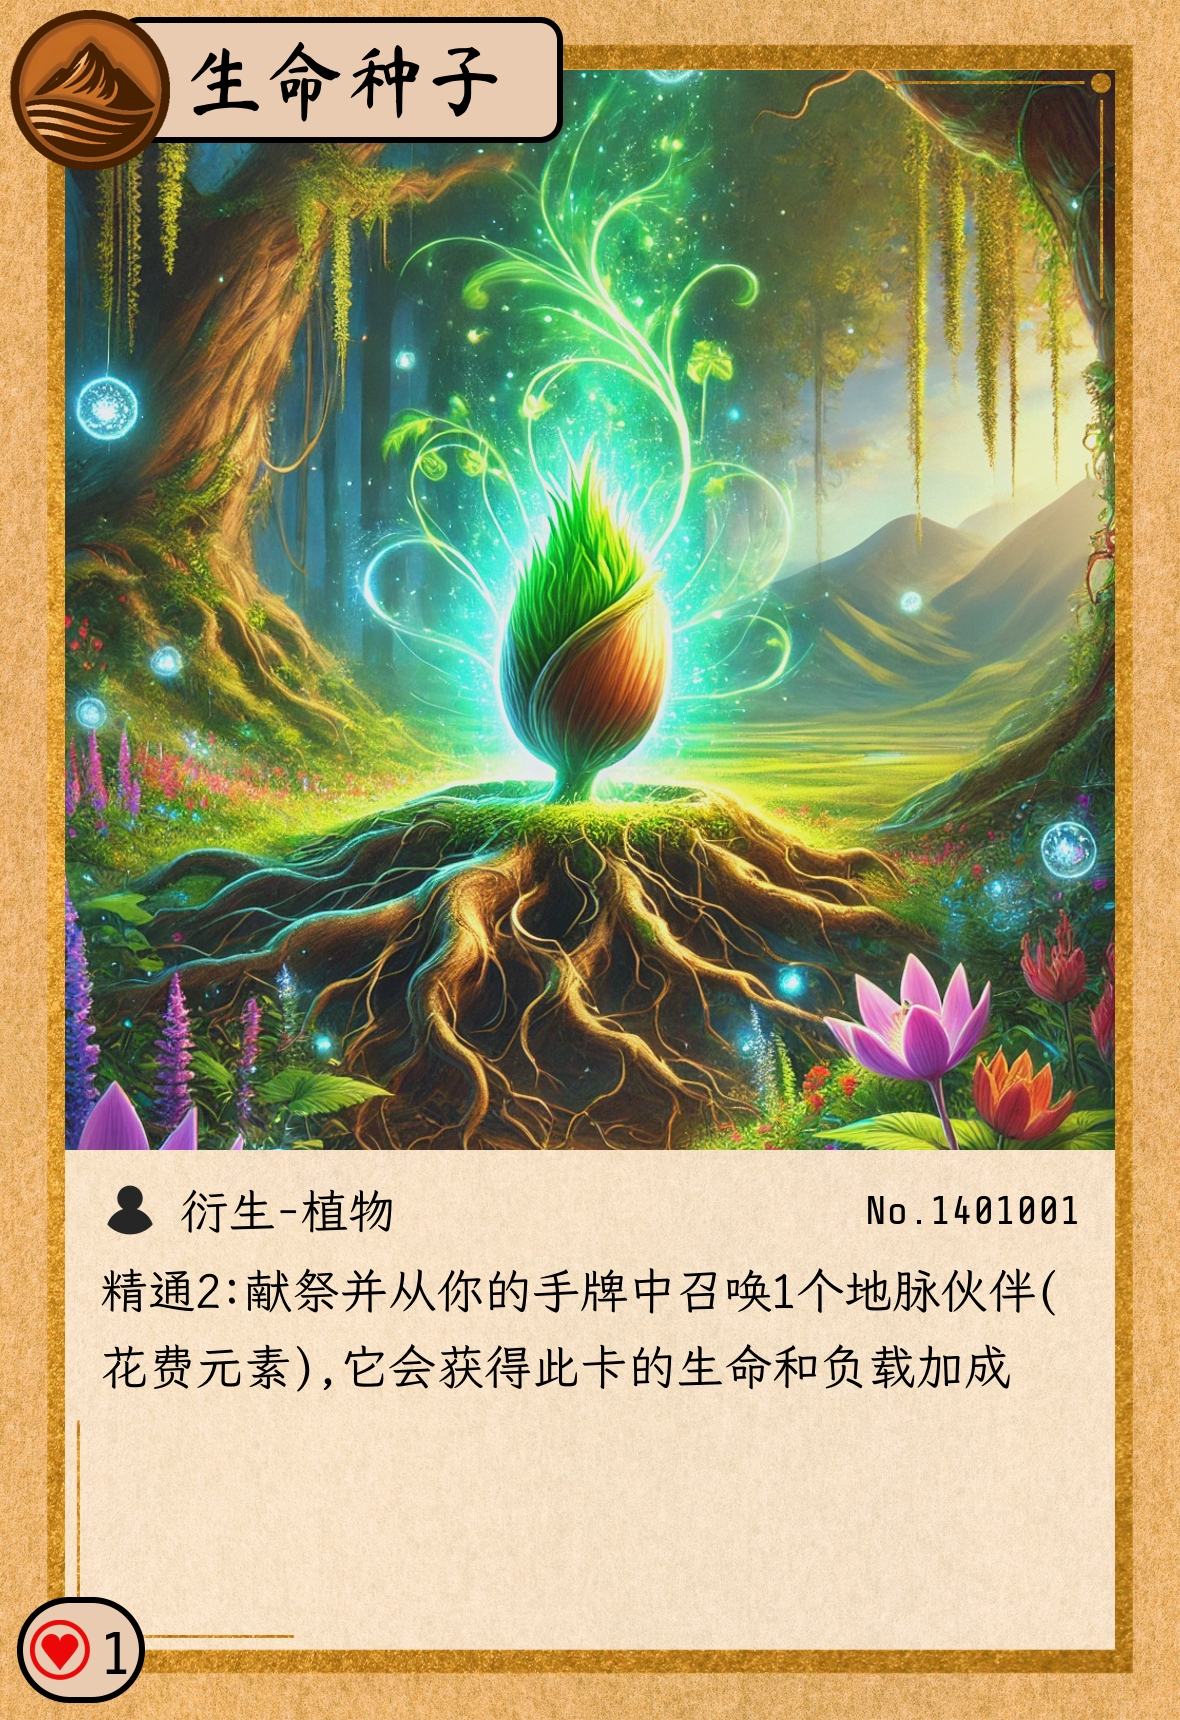 生命种子
衍生-植物
No.1401001
精通2:献祭并从你的手牌中召唤1个地脉伙伴(
花费元素),它会获得此卡的生命和负载加成
1